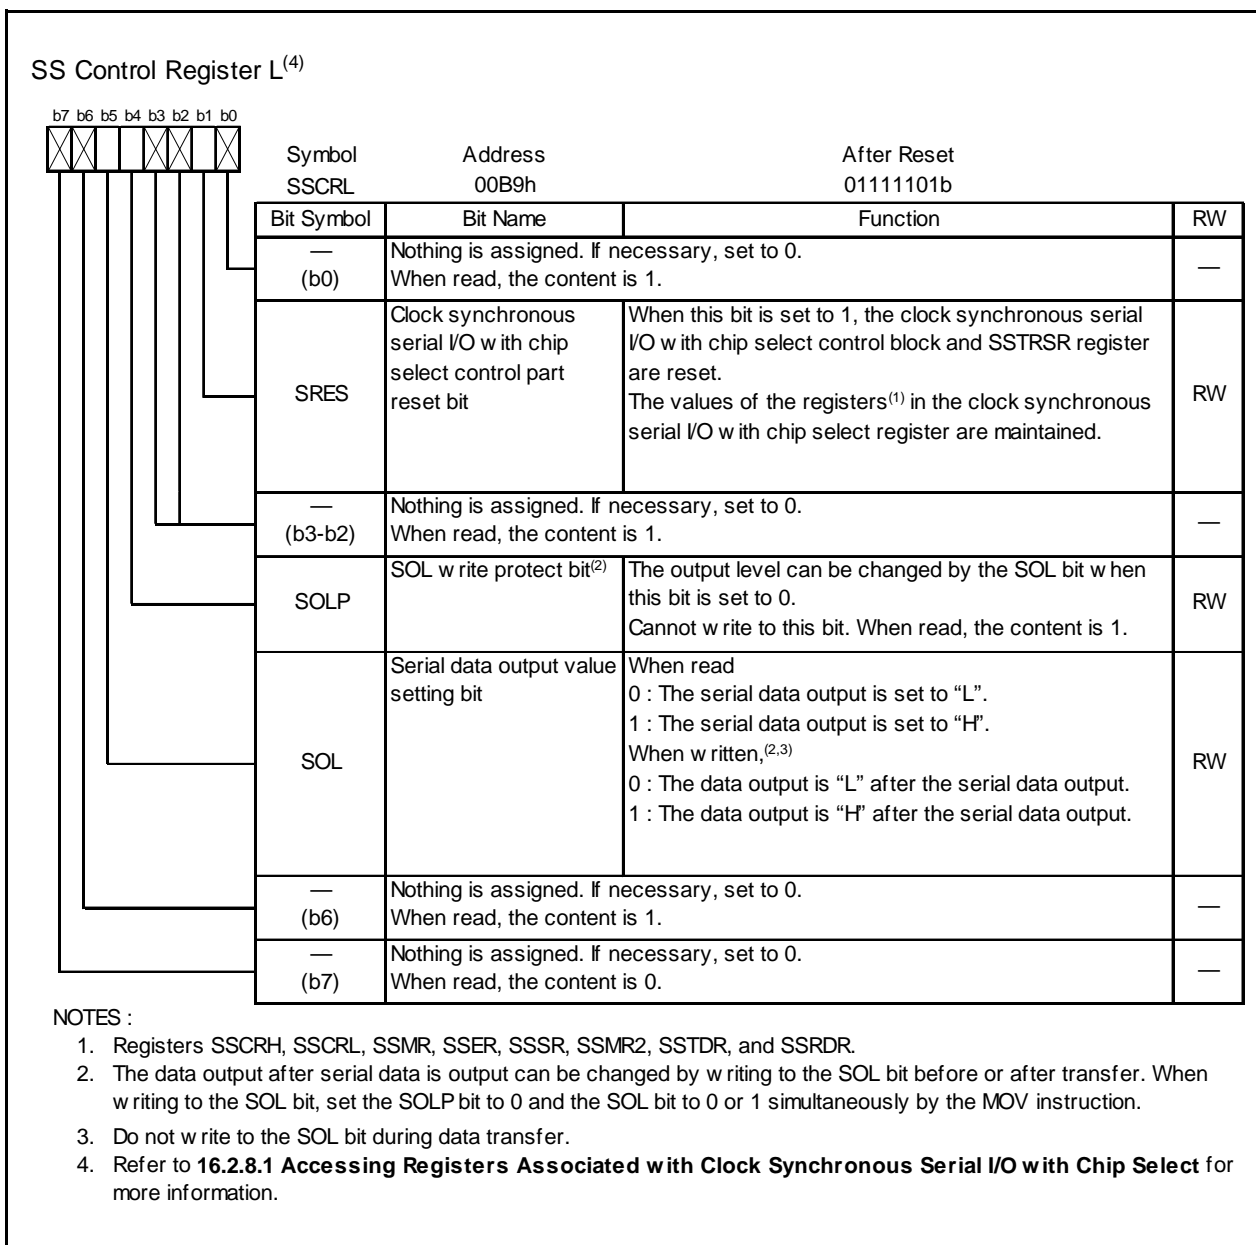 SS Control Register L(4)
b7 b6 b5 b4 b3 b2 b1 b0
Symbol Address After Reset
SSCRL 00B9h 01111101b
Bit Symbol Bit Name Function RW
—
(b0)
Nothing is assigned. If necessary, set to 0.
When read, the content is 1.
—
SRES
Clock synchronous
serial I/O with chip
select control part
reset bit
When this bit is set to 1, the clock synchronous serial
I/O with chip select control block and SSTRSR register
are reset.
The values of the registers(1) in the clock synchronous
serial I/O with chip select register are maintained.
RW
—
(b3-b2)
Nothing is assigned. If necessary, set to 0.
When read, the content is 1.
—
SOLP
SOL write protect bit(2)
The output level can be changed by the SOL bit when
this bit is set to 0.
Cannot write to this bit. When read, the content is 1.
RW
SOL
Serial data output value
setting bit
When read
0 : The serial data output is set to “L”.
1 : The serial data output is set to “H”.
When written,(2,3)
0 : The data output is “L” after the serial data output.
1 : The data output is “H” after the serial data output.
RW
—
(b6)
Nothing is assigned. If necessary, set to 0.
When read, the content is 1.
—
—
(b7)
Nothing is assigned. If necessary, set to 0.
When read, the content is 0.
—
NOTES :
1. Registers SSCRH, SSCRL, SSMR, SSER, SSSR, SSMR2, SSTDR, and SSRDR.
2. The data output after serial data is output can be changed by writing to the SOL bit before or after transfer. When
writing to the SOL bit, set the SOLP bit to 0 and the SOL bit to 0 or 1 simultaneously by the MOV instruction.
3. Do not write to the SOL bit during data transfer.
4. Refer to 16.2.8.1 Accessing Registers Associated with Clock Synchronous Serial I/O with Chip Select for
more information.